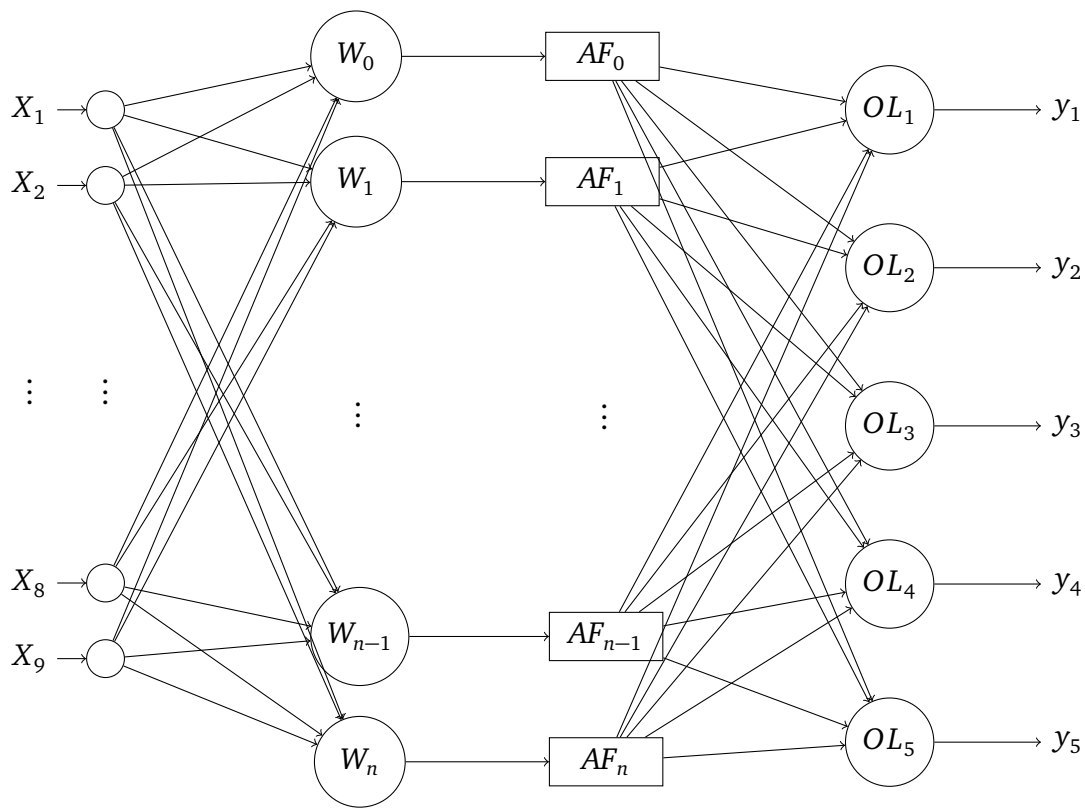 W₀ AF₀
X₁ OL₁ y₁
X₂ W₁ AF₁
OL₂ y₂
⋮ ⋮ ⋮ ⋮
OL₃ y₃
X₈ OL₄ y₄
X₉ Wₙ₋₁ AFₙ₋₁
Wₙ AFₙ OL₅ y₅